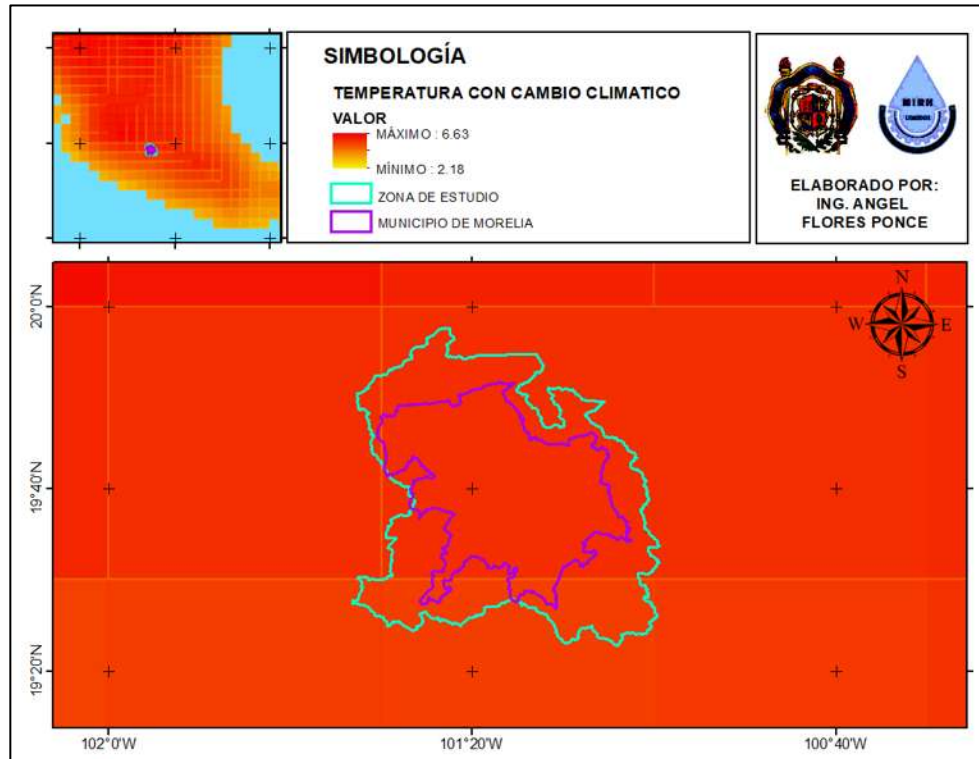 SIMBOLOGÍA
TEMPERATURA CON CAMBIO CLIMATICO
VALOR
MÁXIMO : 6.63
MÍNIMO : 2.18
ZONA DE ESTUDIO
MUNICIPIO DE MORELIA
ELABORADO POR:
ING. ANGEL
FLORES PONCE
N
W E
S
20°0'N
19°40'N
19°20'N
102°0'W
101°20'W
100°40'W